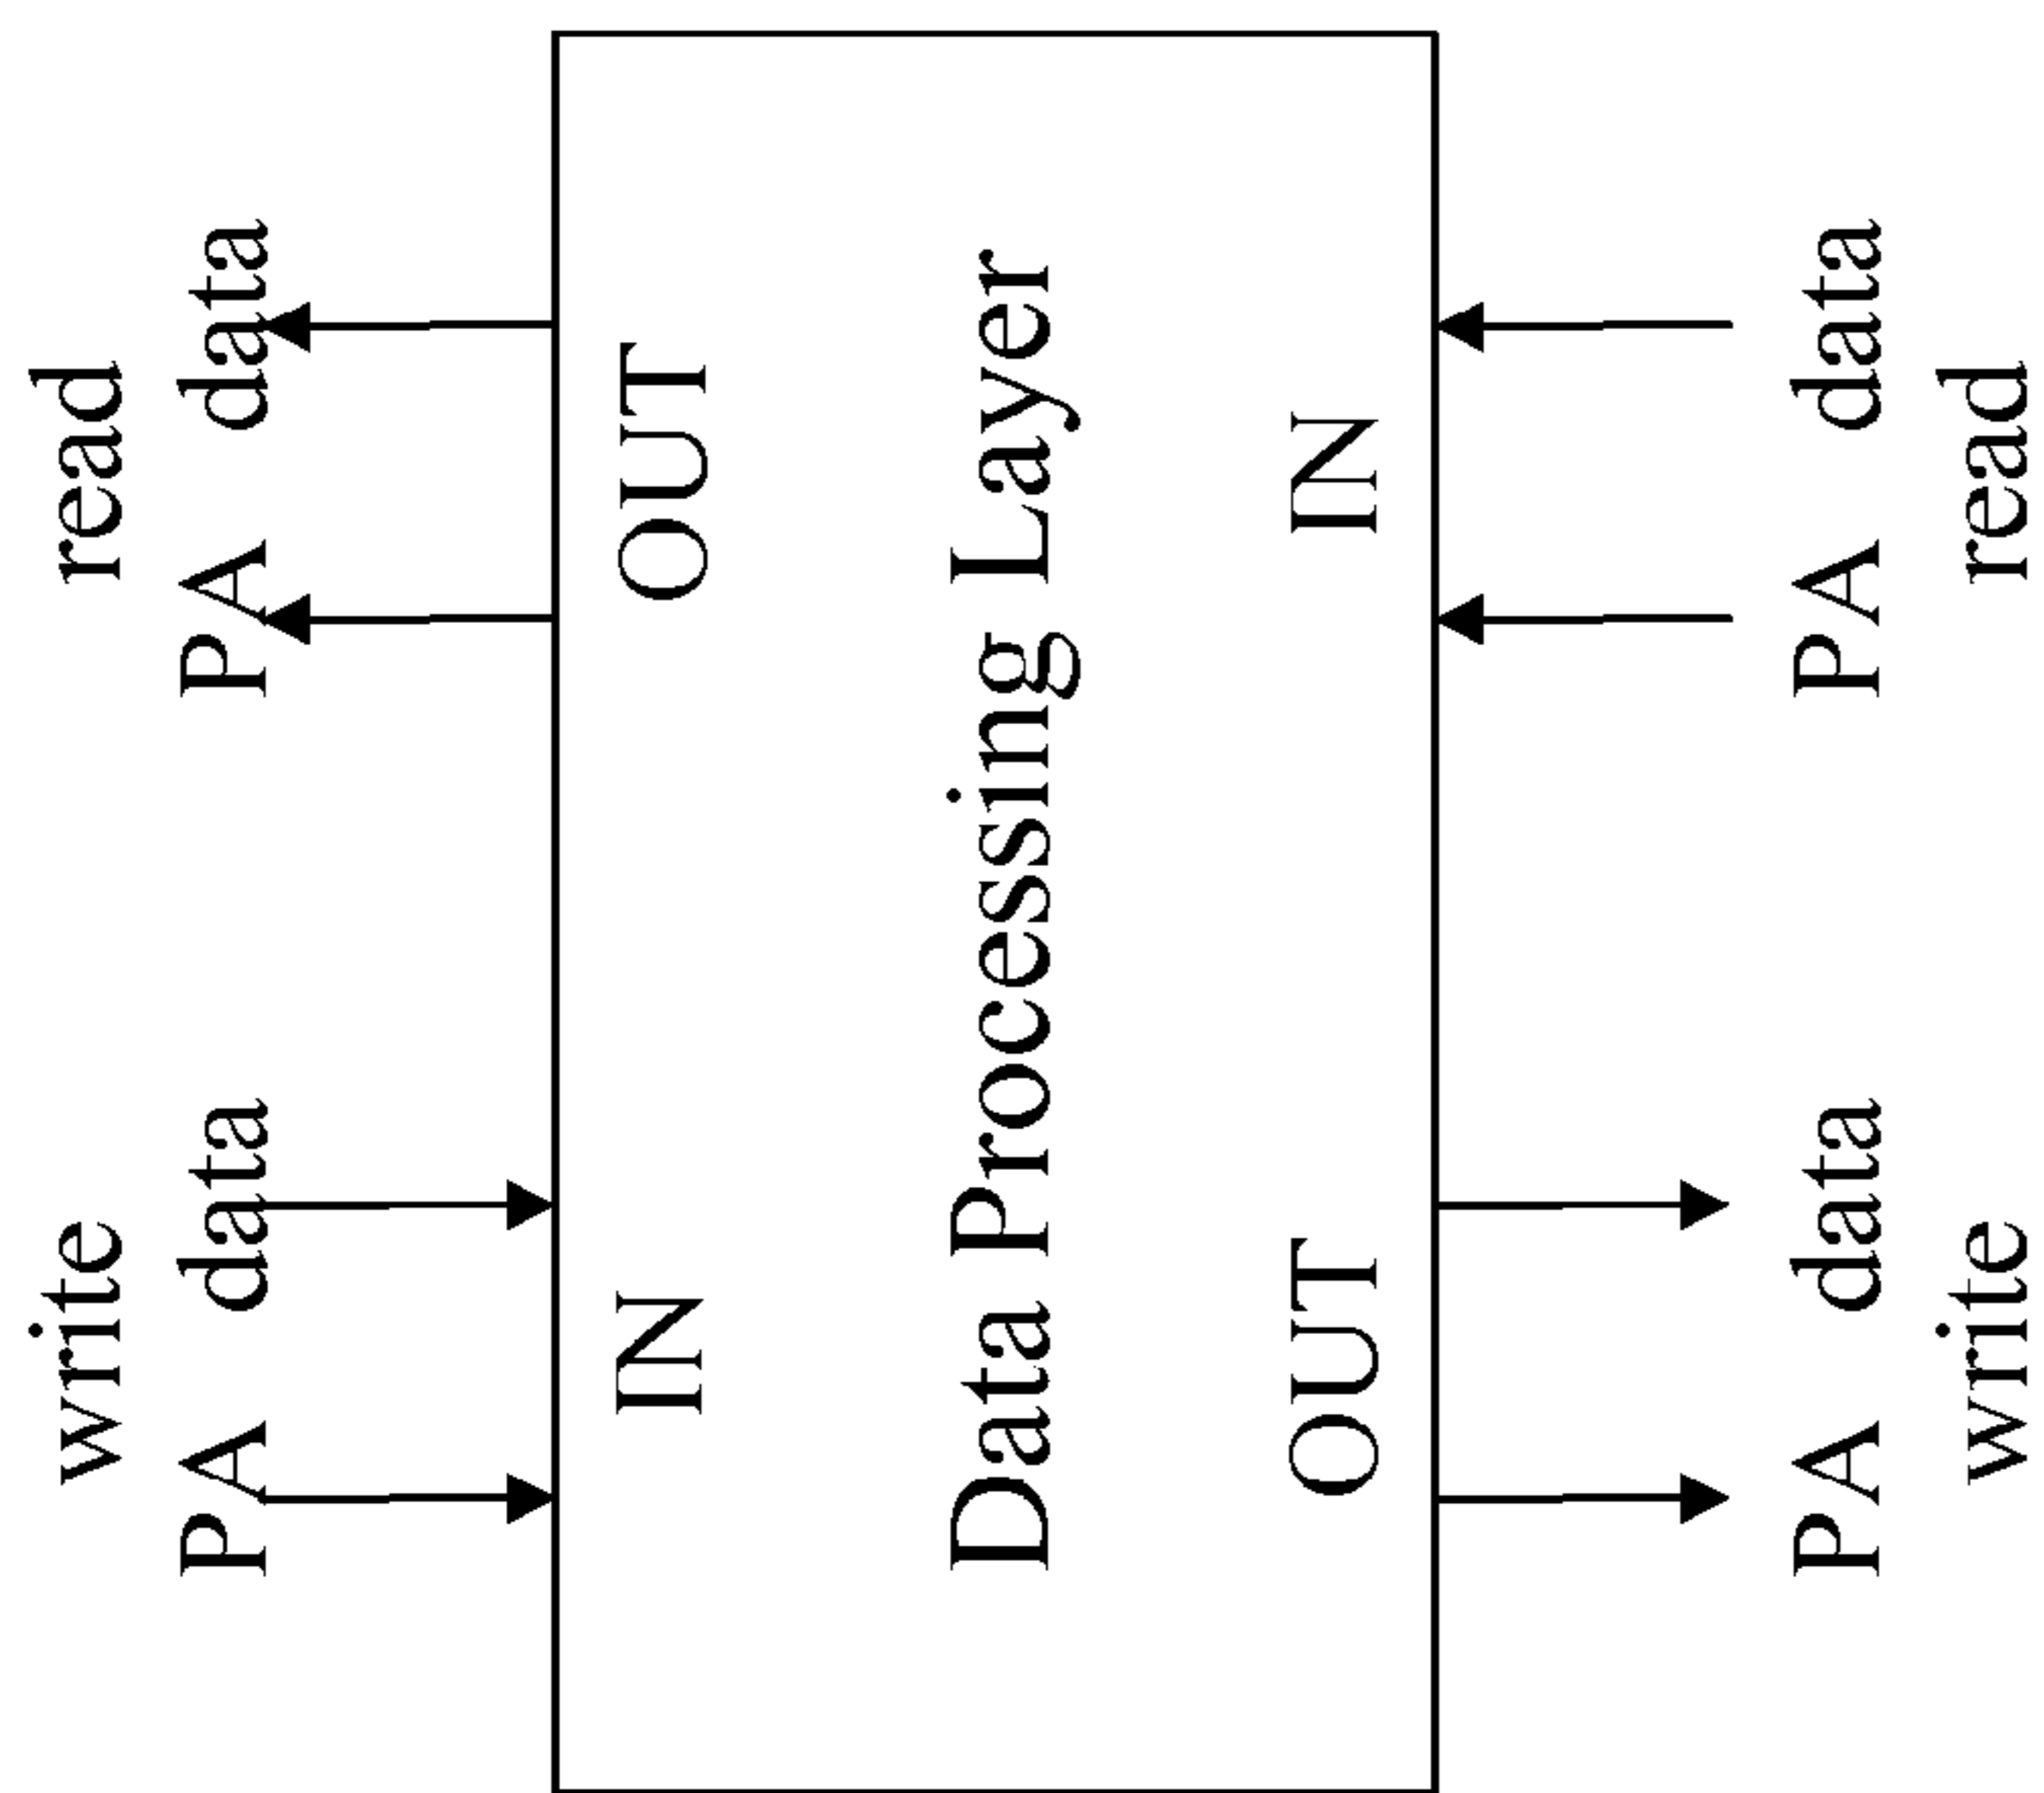 write read
PA data PA data
IN OUT
Data Processing Layer
OUT IN
PA data PA data
write read